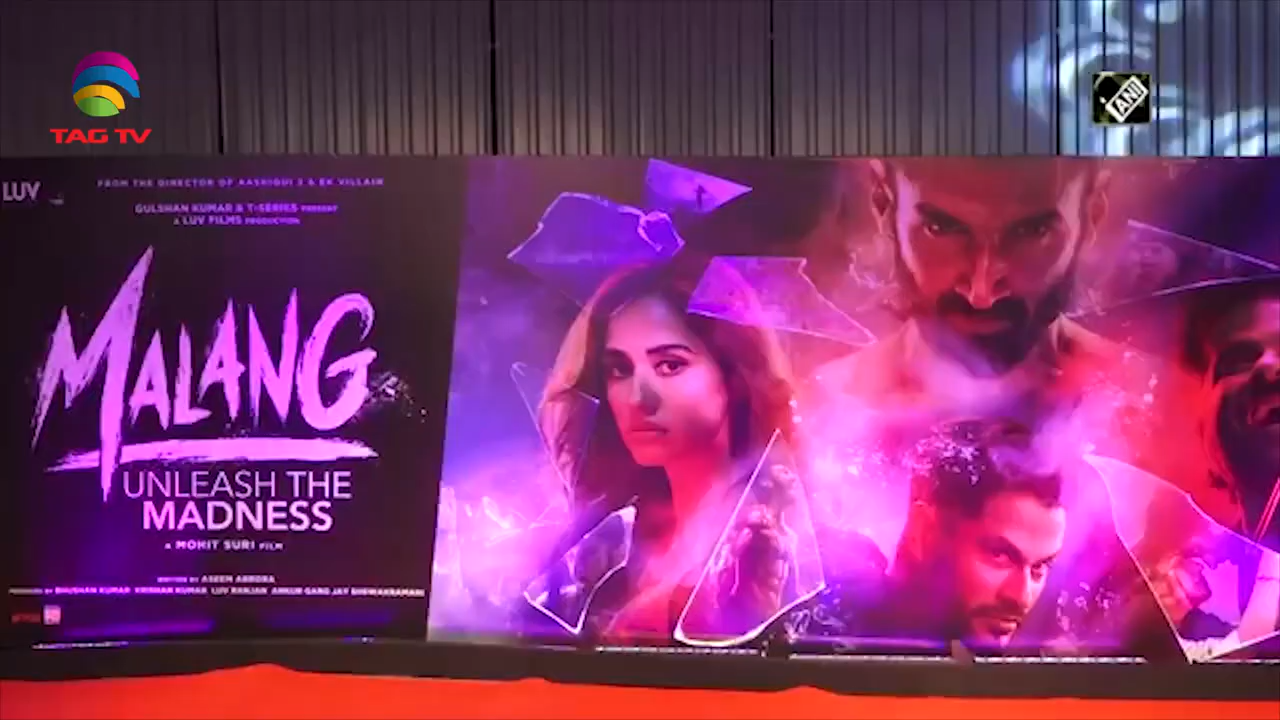 TAG TV
ANI
LUV
FROM THE DIRECTOR OF AASHIQUI 2 & EK VILLAIN
GULSHAN KUMAR & T-SERIES PRESENT
A LUV FILMS PRODUCTION
MALANG
UNLEASH THE
MADNESS
A MOHIT SURI FILM
WRITTEN BY ASEEM ARRORA
PRODUCED BY BHUSHAN KUMAR KRISHAN KUMAR LUV RANJAN ANKUR GARG JAY SHEWAKRAMANI